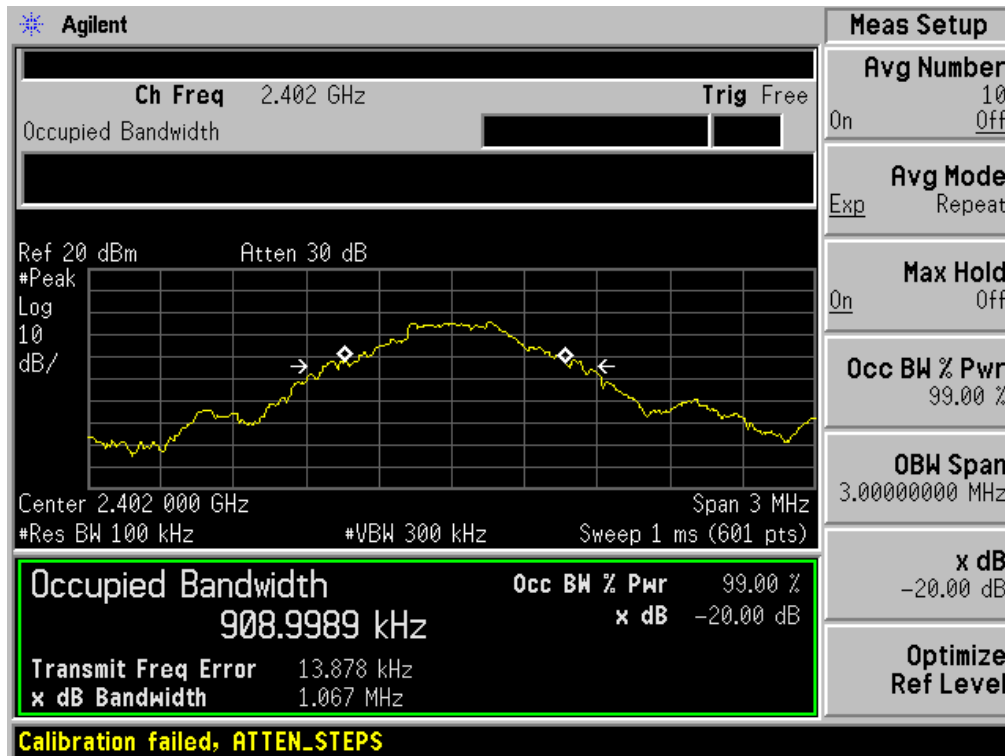 Agilent
Ch Freq 2.402 GHz Trig Free
Occupied Bandwidth
Ref 20 dBm Atten 30 dB
#Peak
Log
10
dB/
Center 2.402 000 GHz Span 3 MHz
#Res BW 100 kHz #VBW 300 kHz Sweep 1 ms (601 pts)
Occupied Bandwidth
908.9989 kHz
Occ BW % Pwr 99.00 %
x dB -20.00 dB
Transmit Freq Error 13.878 kHz
x dB Bandwidth 1.067 MHz
Calibration failed, ATTEN_STEPS
Meas Setup
Avg Number
10
On Off
Avg Mode
Exp Repeat
Max Hold
On Off
Occ BW % Pwr
99.00 %
OBW Span
3.00000000 MHz
x dB
-20.00 dB
Optimize
Ref Level